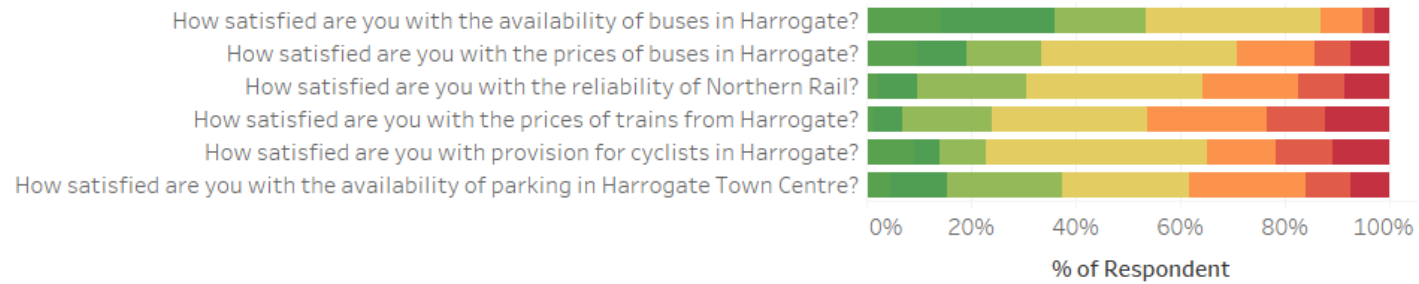 How satisfied are you with the availability of buses in Harrogate?
How satisfied are you with the prices of buses in Harrogate?
How satisfied are you with the reliability of Northern Rail?
How satisfied are you with the prices of trains from Harrogate?
How satisfied are you with provision for cyclists in Harrogate?
How satisfied are you with the availability of parking in Harrogate Town Centre?
0% 20% 40% 60% 80% 100%
% of Respondent